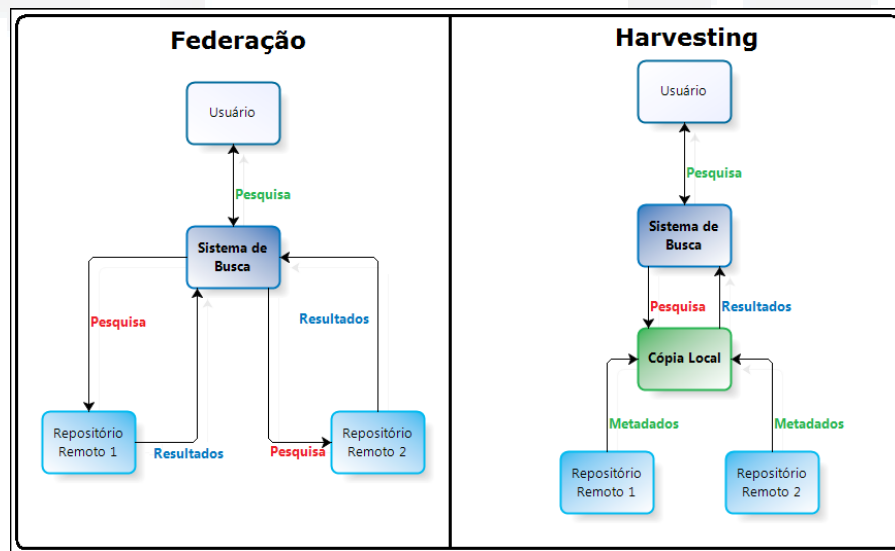 Federação
Usuário
Pesquisa
Sistema de
Busca
Pesquisa
Resultados
Repositório
Remoto 1
Resultados
Pesquisa
Repositório
Remoto 2
Harvesting
Usuário
Pesquisa
Sistema de
Busca
Pesquisa
Resultados
Cópia Local
Metadados
Metadados
Repositório
Remoto 1
Repositório
Remoto 2